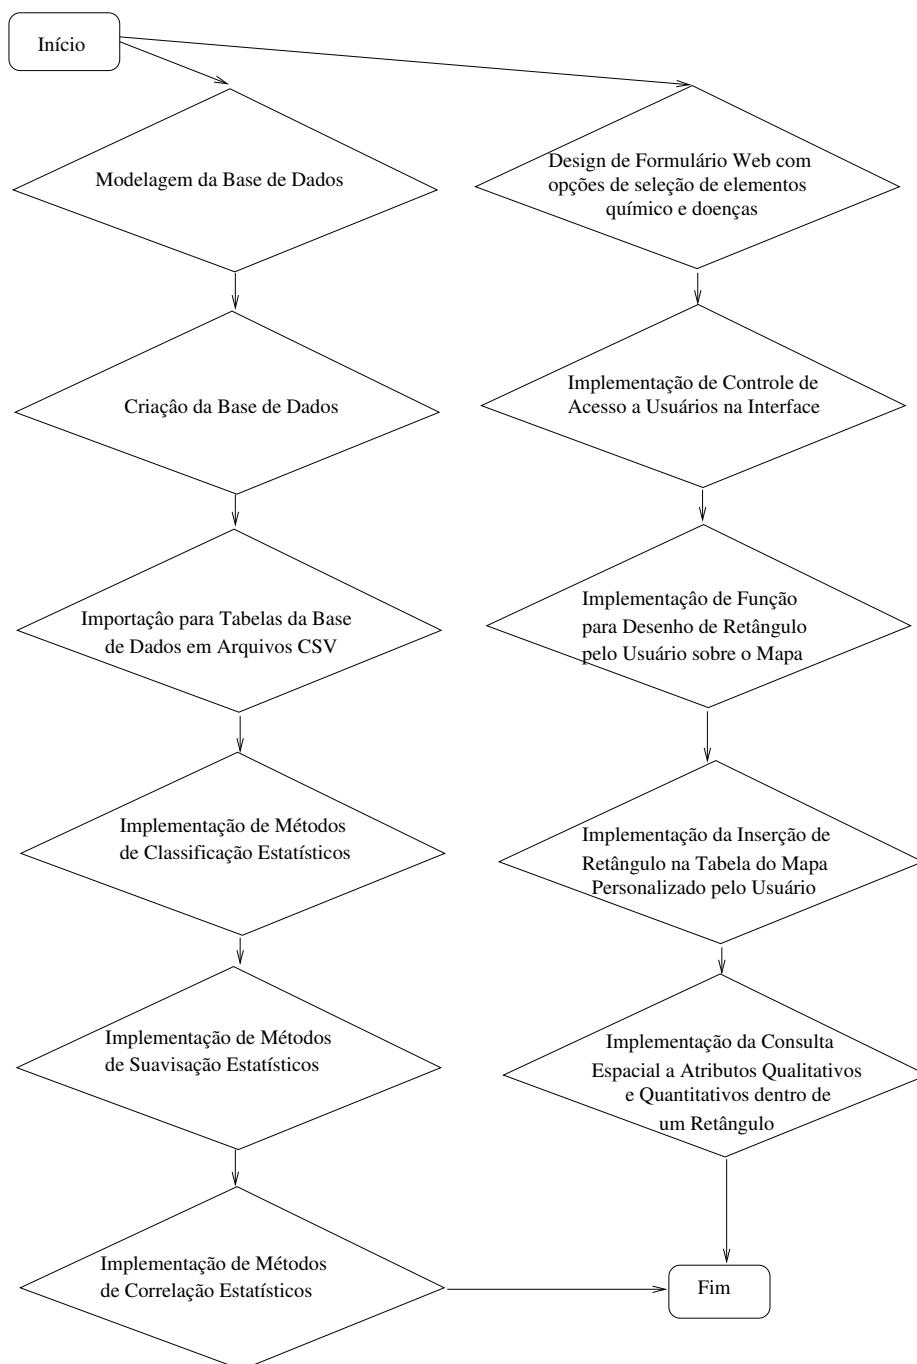 Início
Modelagem da Base de Dados
Criaçâo da Base de Dados
Importaçâo para Tabelas da Base
de Dados em Arquivos CSV
Implementação de Métodos
de Classificação Estatísticos
Implementação de Métodos
de Suavisação Estatísticos
Implementação de Métodos
de Correlação Estatísticos
Design de Formulário Web com
opções de seleção de elementos
químico e doenças
Implementação de Controle de
Acesso a Usuários na Interface
Implementaçâo de Função
para Desenho de Retângulo
pelo Usuário sobre o Mapa
Implementação da Inserção de
Retângulo na Tabela do Mapa
Personalizado pelo Usuário
Implementação da Consulta
Espacial a Atributos Qualitativos
e Quantitativos dentro de
um Retângulo
Fim